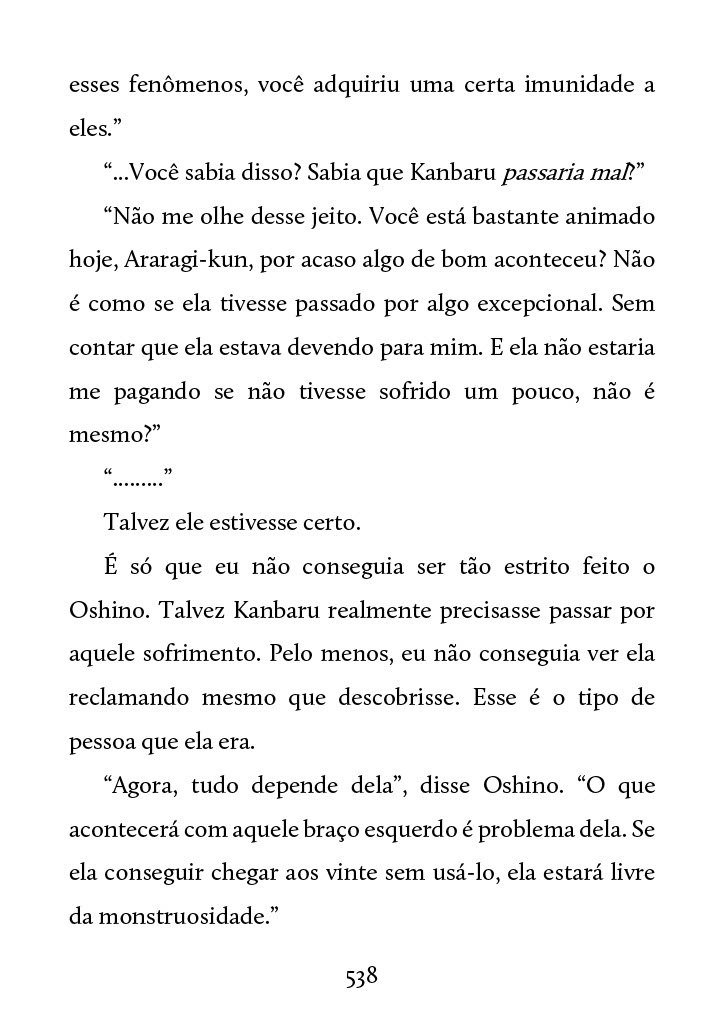 esses fenômenos, você adquiriu uma certa imunidade a
eles.”
“...Você sabia disso? Sabia que Kanbaru passaria mal?”
“Não me olhe desse jeito. Você está bastante animado
hoje, Araragi-kun, por acaso algo de bom aconteceu? Não
é como se ela tivesse passado por algo excepcional. Sem
contar que ela estava devendo para mim. E ela não estaria
me pagando se não tivesse sofrido um pouco, não é
mesmo?”
“.........”
Talvez ele estivesse certo.
É só que eu não conseguia ser tão estrito feito o
Oshino. Talvez Kanbaru realmente precisasse passar por
aquele sofrimento. Pelo menos, eu não conseguia ver ela
reclamando mesmo que descobrisse. Esse é o tipo de
pessoa que ela era.
“Agora, tudo depende dela”, disse Oshino. “O que
acontecerá com aquele braço esquerdo é problema dela. Se
ela conseguir chegar aos vinte sem usá-lo, ela estará livre
da monstruosidade.”
538